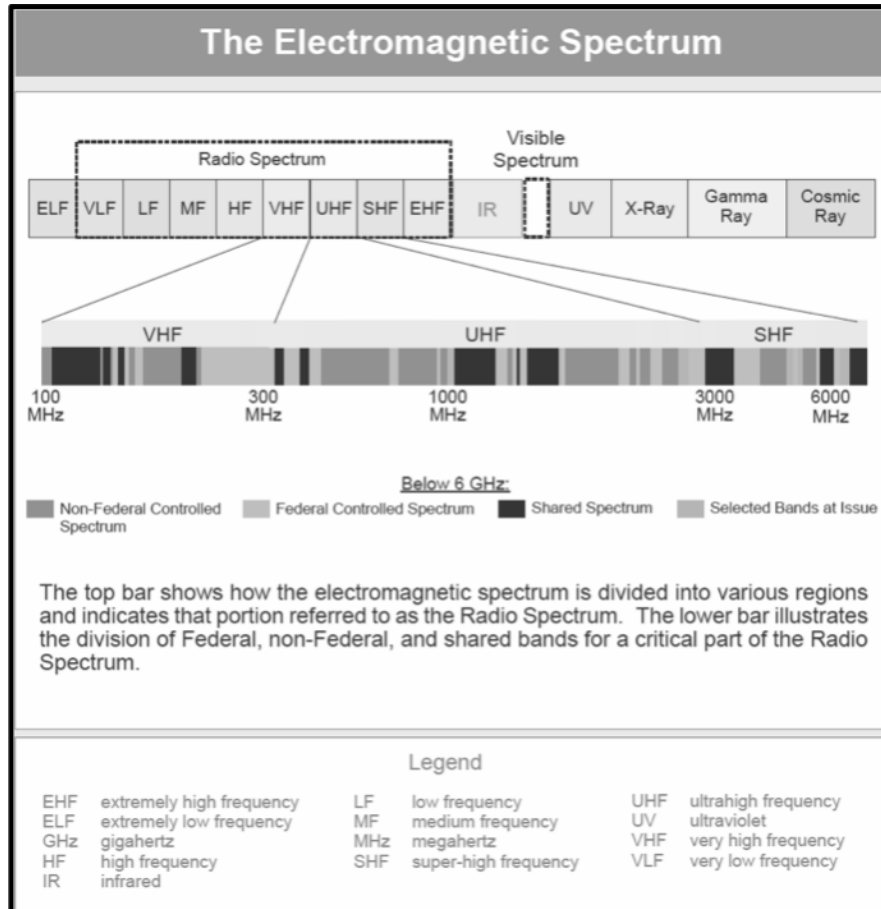 The Electromagnetic Spectrum
Radio Spectrum
Visible
Spectrum
ELF VLF LF MF HF VHF UHF SHF EHF IR UV X-Ray Gamma Ray Cosmic Ray
VHF UHF SHF
100 MHz 300 MHz 1000 MHz 3000 MHz 6000 MHz
Below 6 GHz:
Non-Federal Controlled Spectrum Federal Controlled Spectrum Shared Spectrum Selected Bands at Issue
The top bar shows how the electromagnetic spectrum is divided into various regions
and indicates that portion referred to as the Radio Spectrum. The lower bar illustrates
the division of Federal, non-Federal, and shared bands for a critical part of the Radio
Spectrum.
Legend
EHF extremely high frequency
ELF extremely low frequency
GHz gigahertz
HF high frequency
IR infrared
LF low frequency
MF medium frequency
MHz megahertz
SHF super-high frequency
UHF ultrahigh frequency
UV ultraviolet
VHF very high frequency
VLF very low frequency